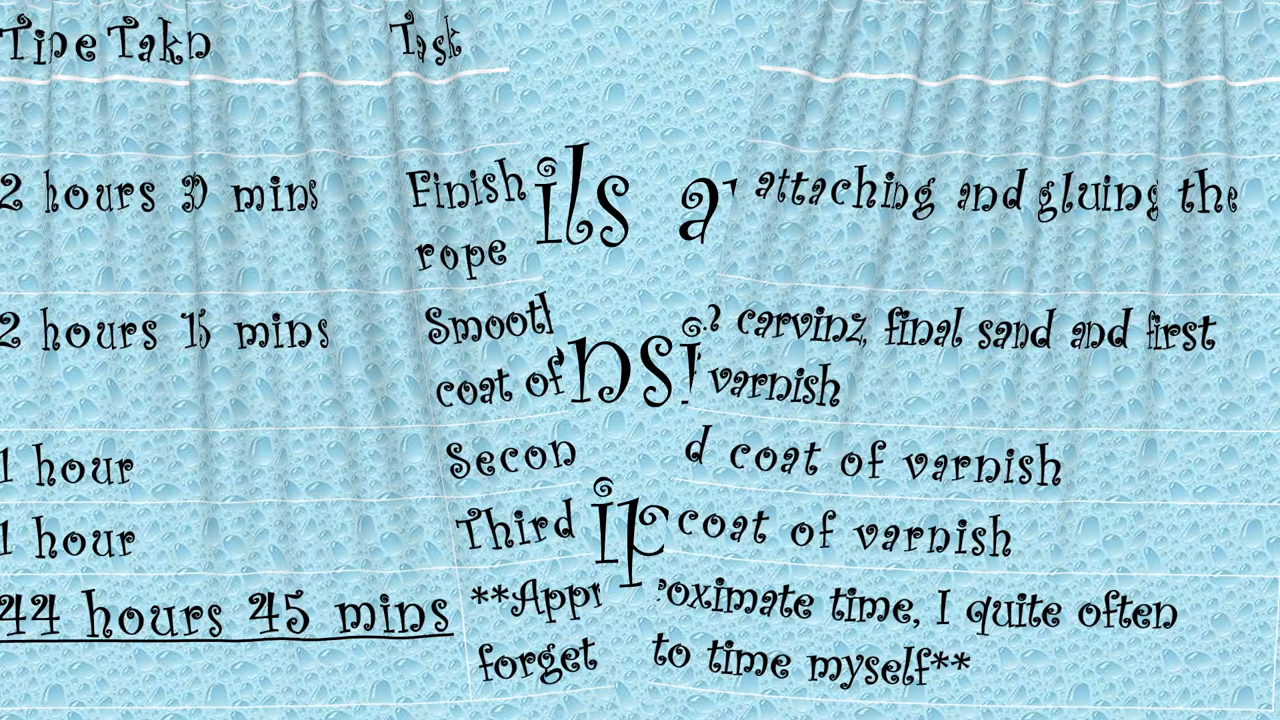 Time Taken Task
2 hours 30 mins Finish ils a attaching and gluing the
rope
2 hours 15 mins carving, final sand and first
coat of varnish
1 hour Second coat of varnish
1 hour Third coat of varnish
44 hours 45 mins **Approximate time, I quite often
forget to time myself**